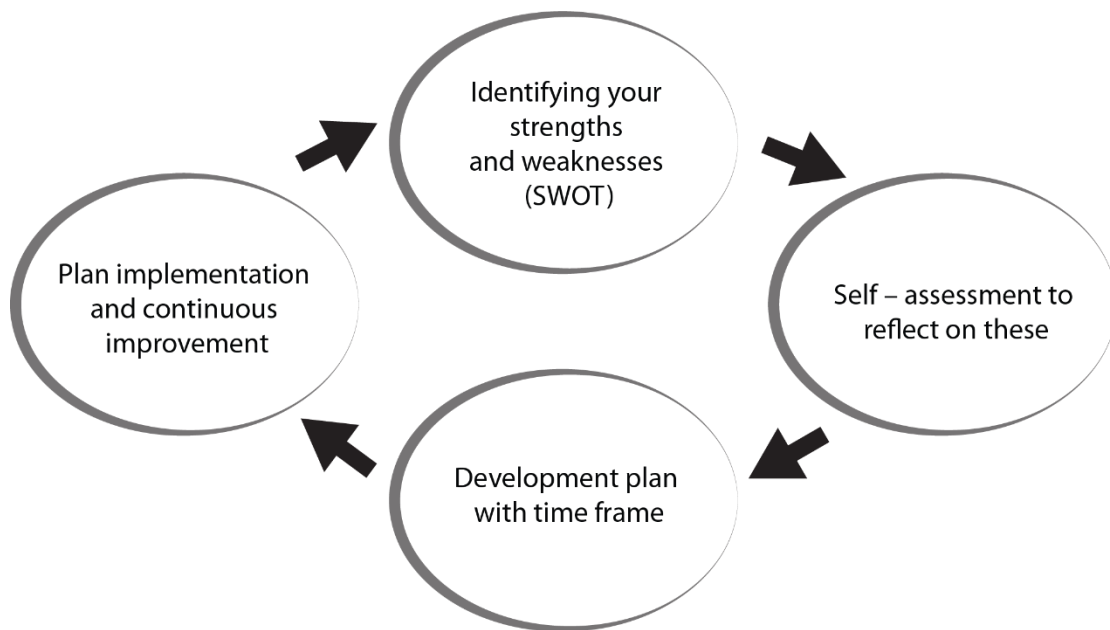 Identifying your
strengths
and weaknesses
(SWOT)
Self – assessment to
reflect on these
Development plan
with time frame
Plan implementation
and continuous
improvement